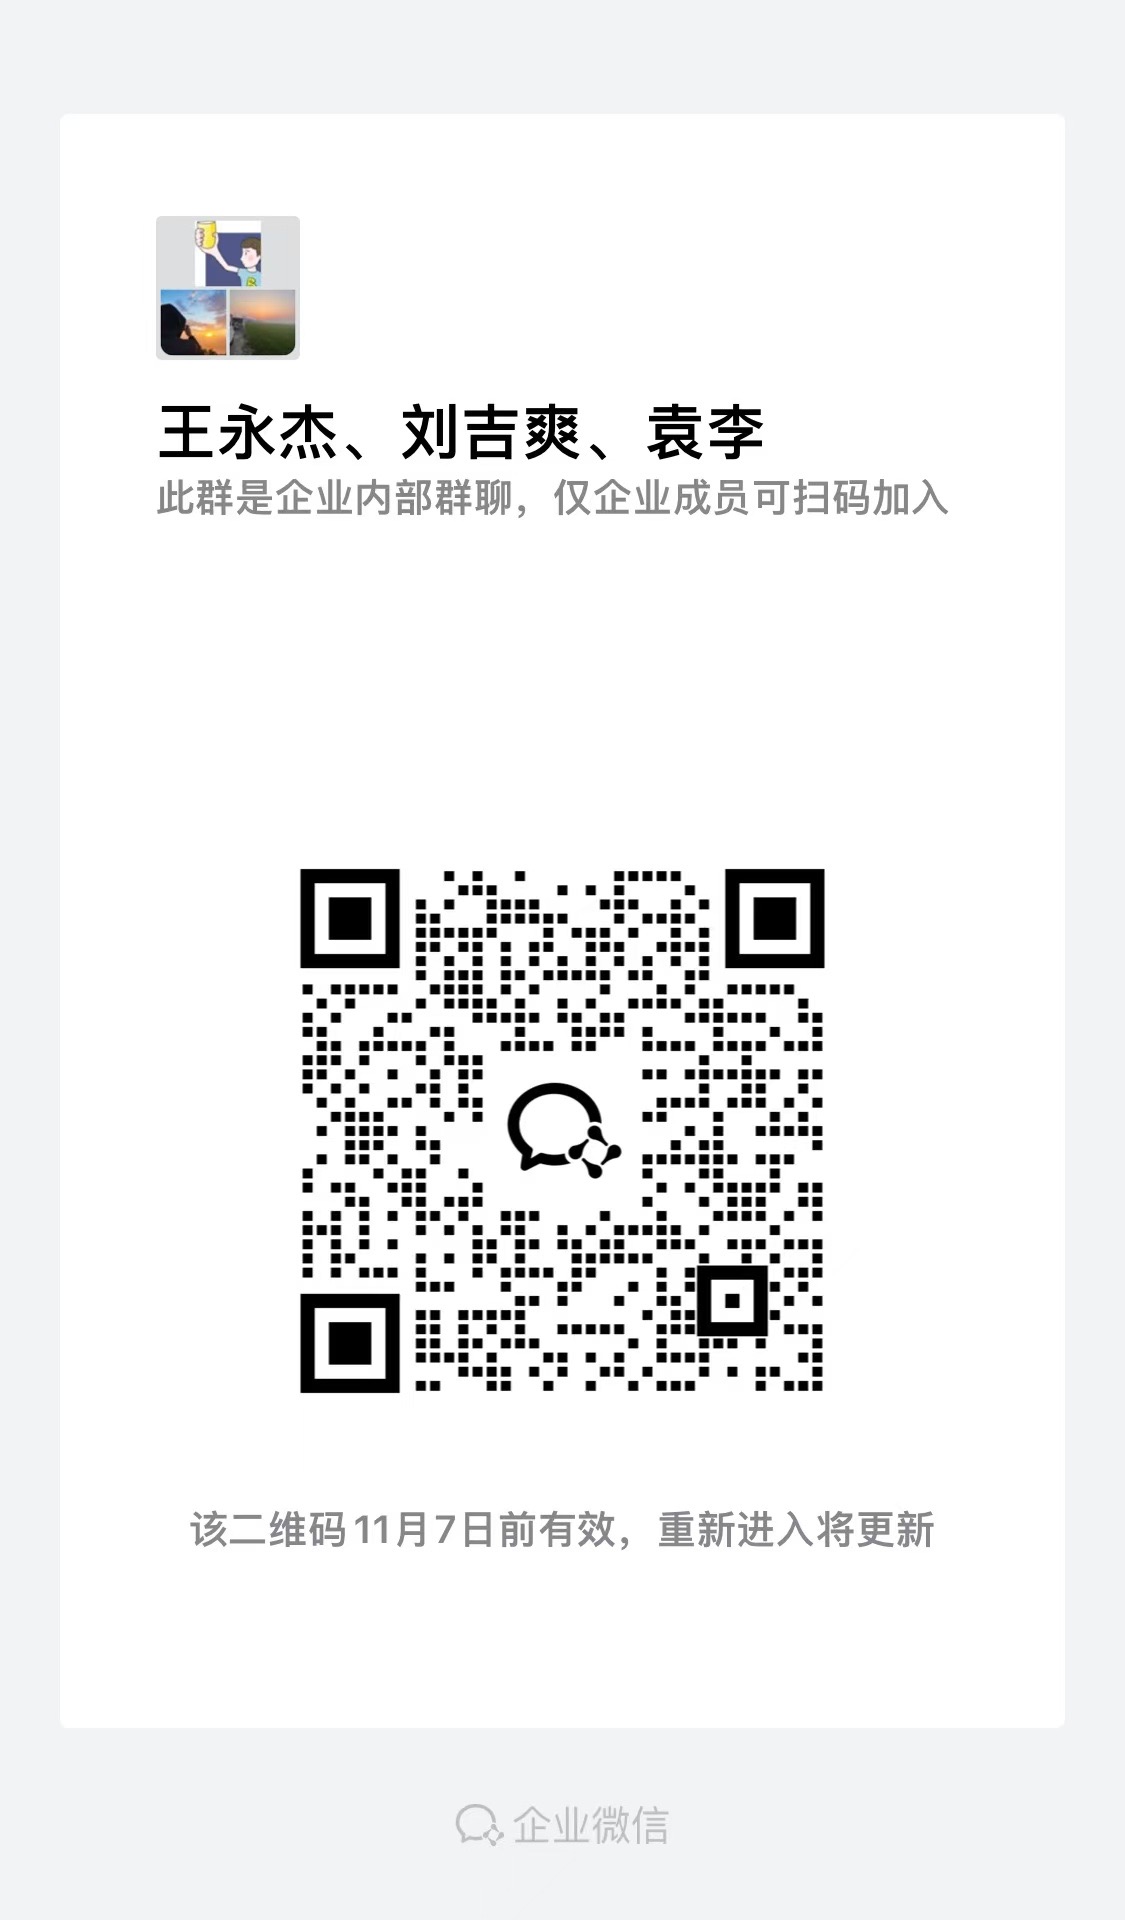 王永杰、刘吉爽、袁李
此群是企业内部群聊，仅企业成员可扫码加入
该二维码11月7日前有效，重新进入将更新
企业微信